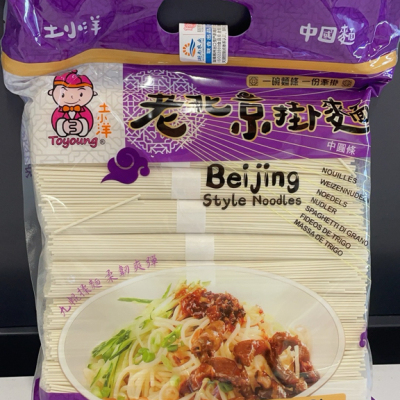 土小洋
中國麵
一碗麵條 一份牽掛
土小洋
Toyoung®
老北京掛麵
中國條
Beijing
Style Noodles
NOUILLES
WEIZENNUDELN
NOEDELS
NUDLER
SPAGHETTI DI GRANO
FIDEOS DE TRIGO
MASSA DE TRIGO